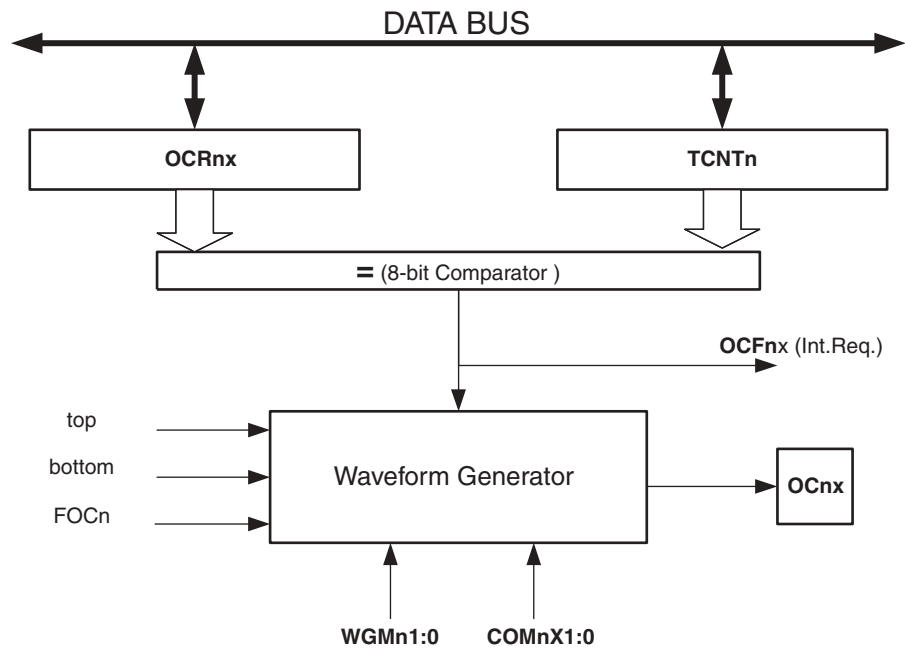 DATA BUS
OCRnx
TCNTn
= (8-bit Comparator )
OCFnx (Int.Req.)
top
bottom
FOCn
Waveform Generator
OCnx
WGMn1:0
COMnX1:0